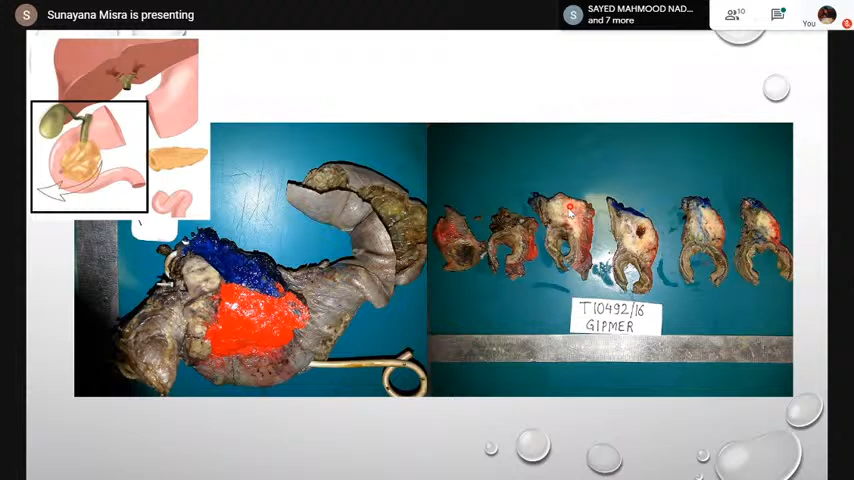 S
Sunayana Misra is presenting
S
SAYED MAHMOOD NAD...
and 7 more
10
You
T10492/16
GIPMER